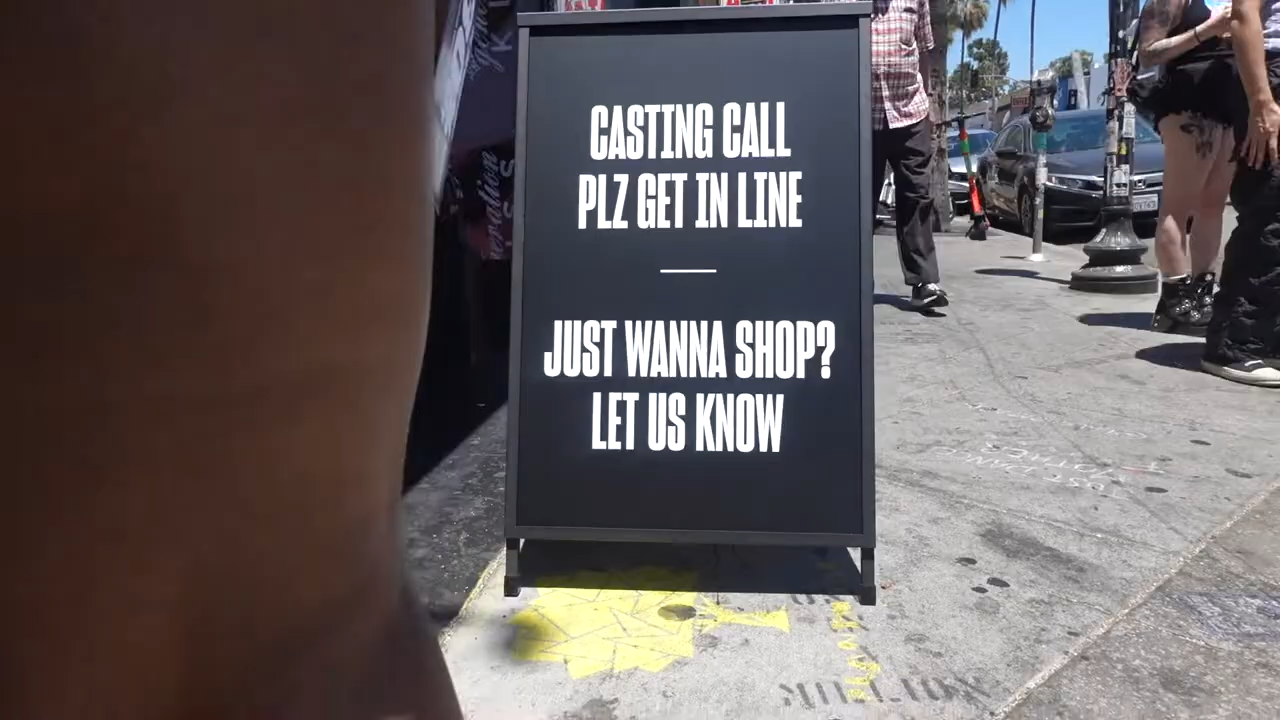 CASTING CALL
PLZ GET IN LINE
JUST WANNA SHOP?
LET US KNOW